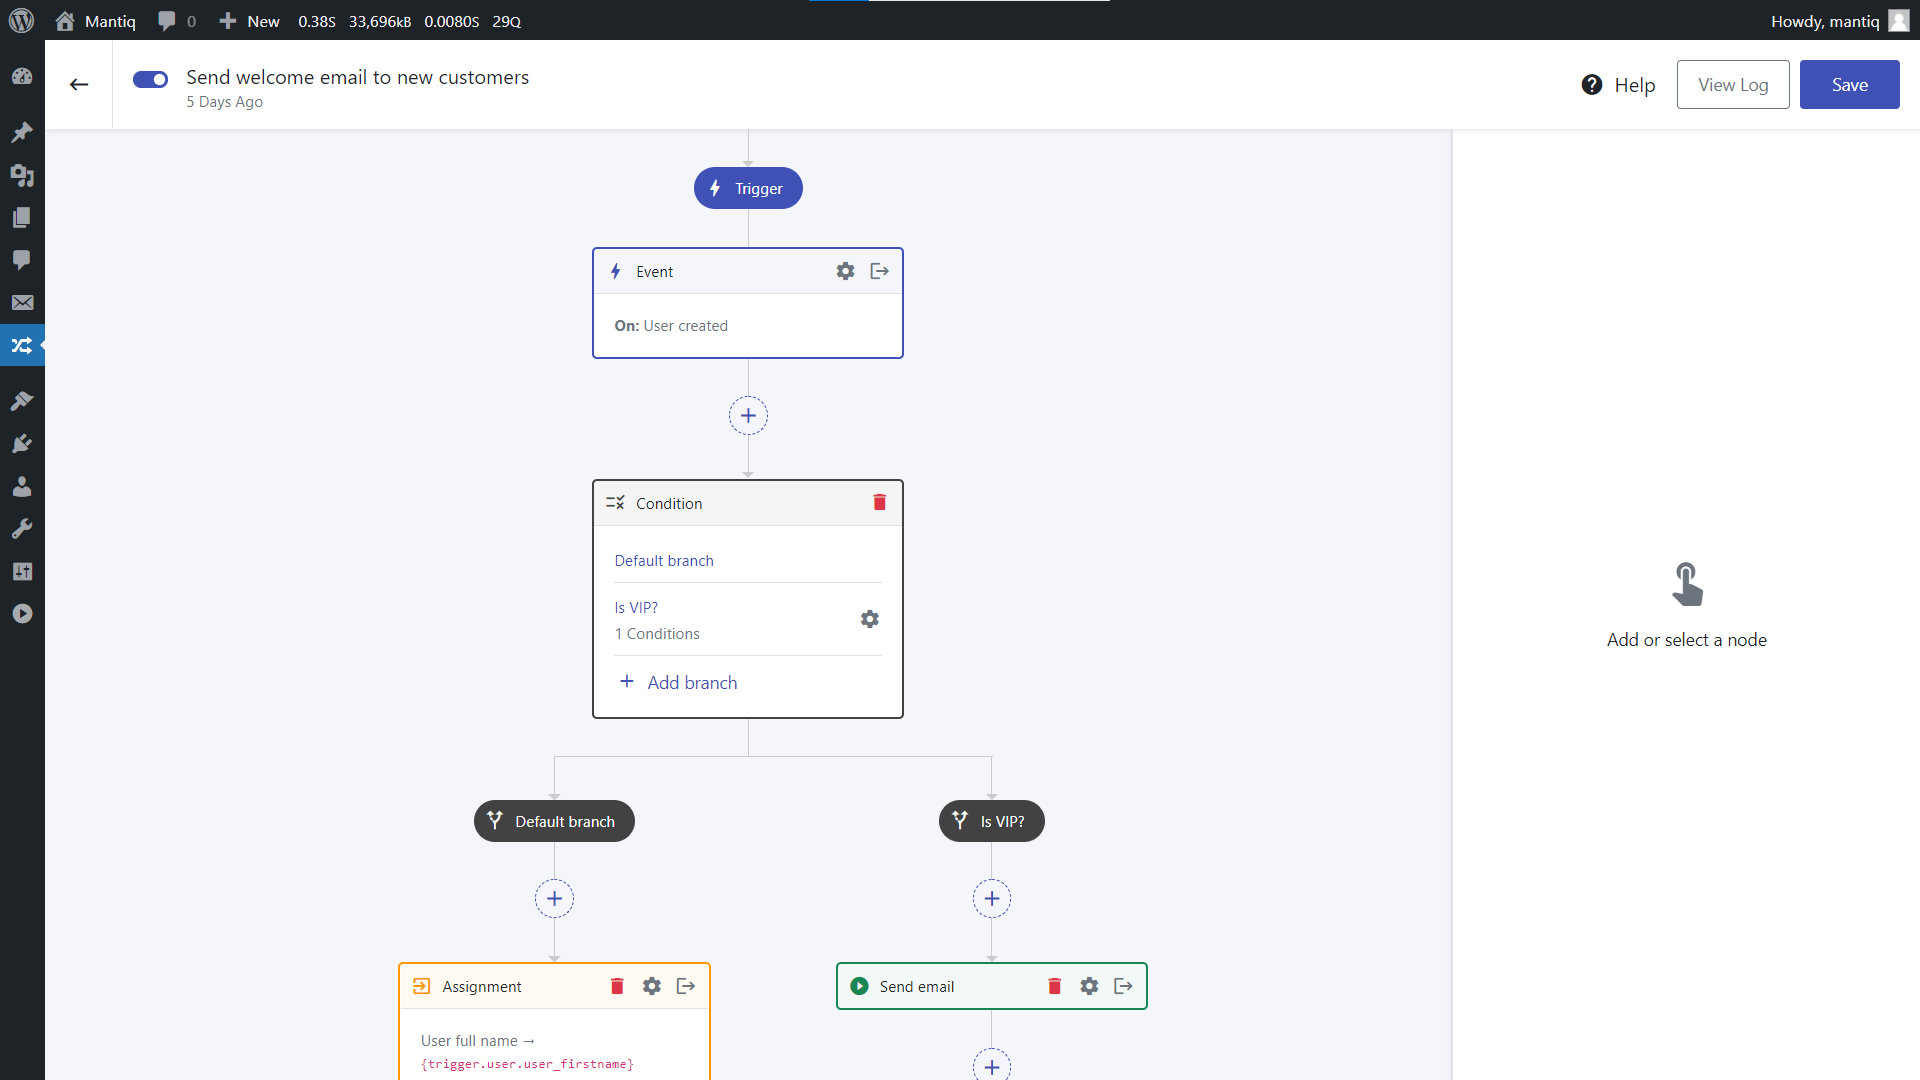 Mantiq 0 New 0.38S 33,696KB 0.0080S 29Q Howdy, mantiq
Send welcome email to new customers
5 Days Ago
Help View Log Save
Trigger
Event
On: User created
Condition
Default branch
Is VIP?
1 Conditions
Add branch
Add or select a node
Default branch Is VIP?
Assignment Send email
User full name →
{trigger.user.user_firstname}